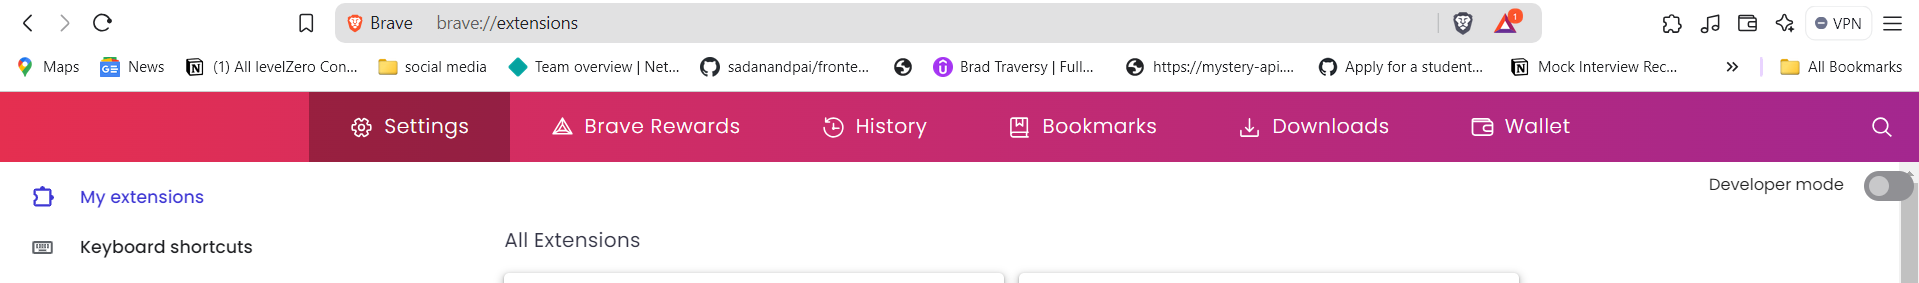 Brave brave://extensions 1 VPN
Maps News (1) All levelZero Con... social media Team overview | Net... sadanandpai/fronte... Brad Traversy | Full... https://mystery-api.... Apply for a student... Mock Interview Rec... » All Bookmarks
Settings Brave Rewards History Bookmarks Downloads Wallet
My extensions Developer mode
Keyboard shortcuts All Extensions